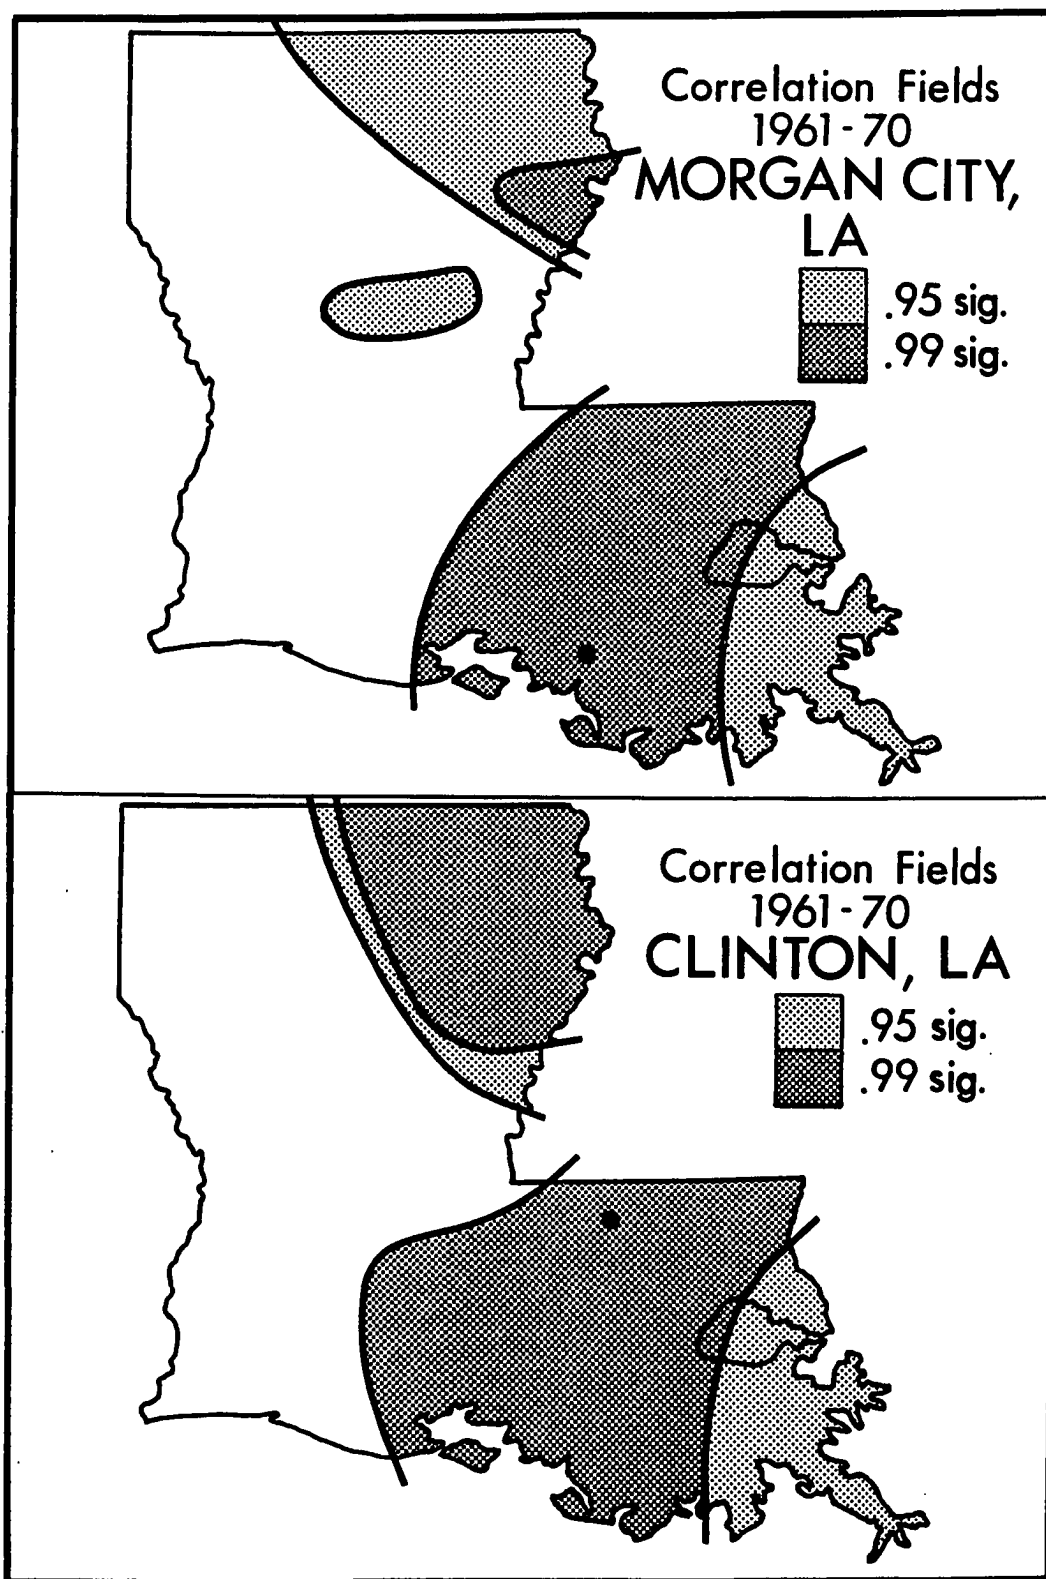 Correlation Fields
1961-70
MORGAN CITY,
LA
.95 sig.
.99 sig.
Correlation Fields
1961-70
CLINTON, LA
.95 sig.
.99 sig.